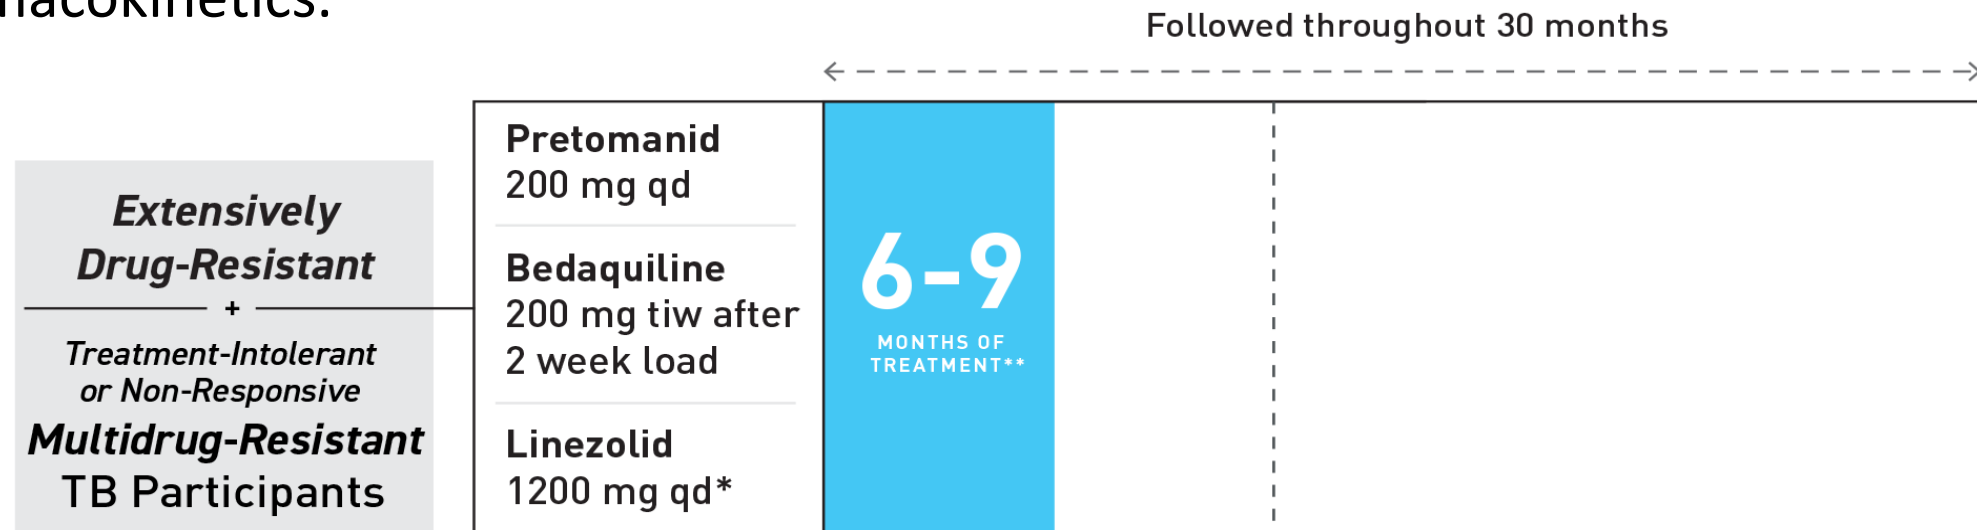 Followed throughout 30 months
Extensively
Drug-Resistant
+
Treatment-Intolerant
or Non-Responsive
Multidrug-Resistant
TB Participants
Pretomanid
200 mg qd
Bedaquiline
200 mg tiw after
2 week load
Linezolid
1200 mg qd*
6-9
MONTHS OF
TREATMENT**